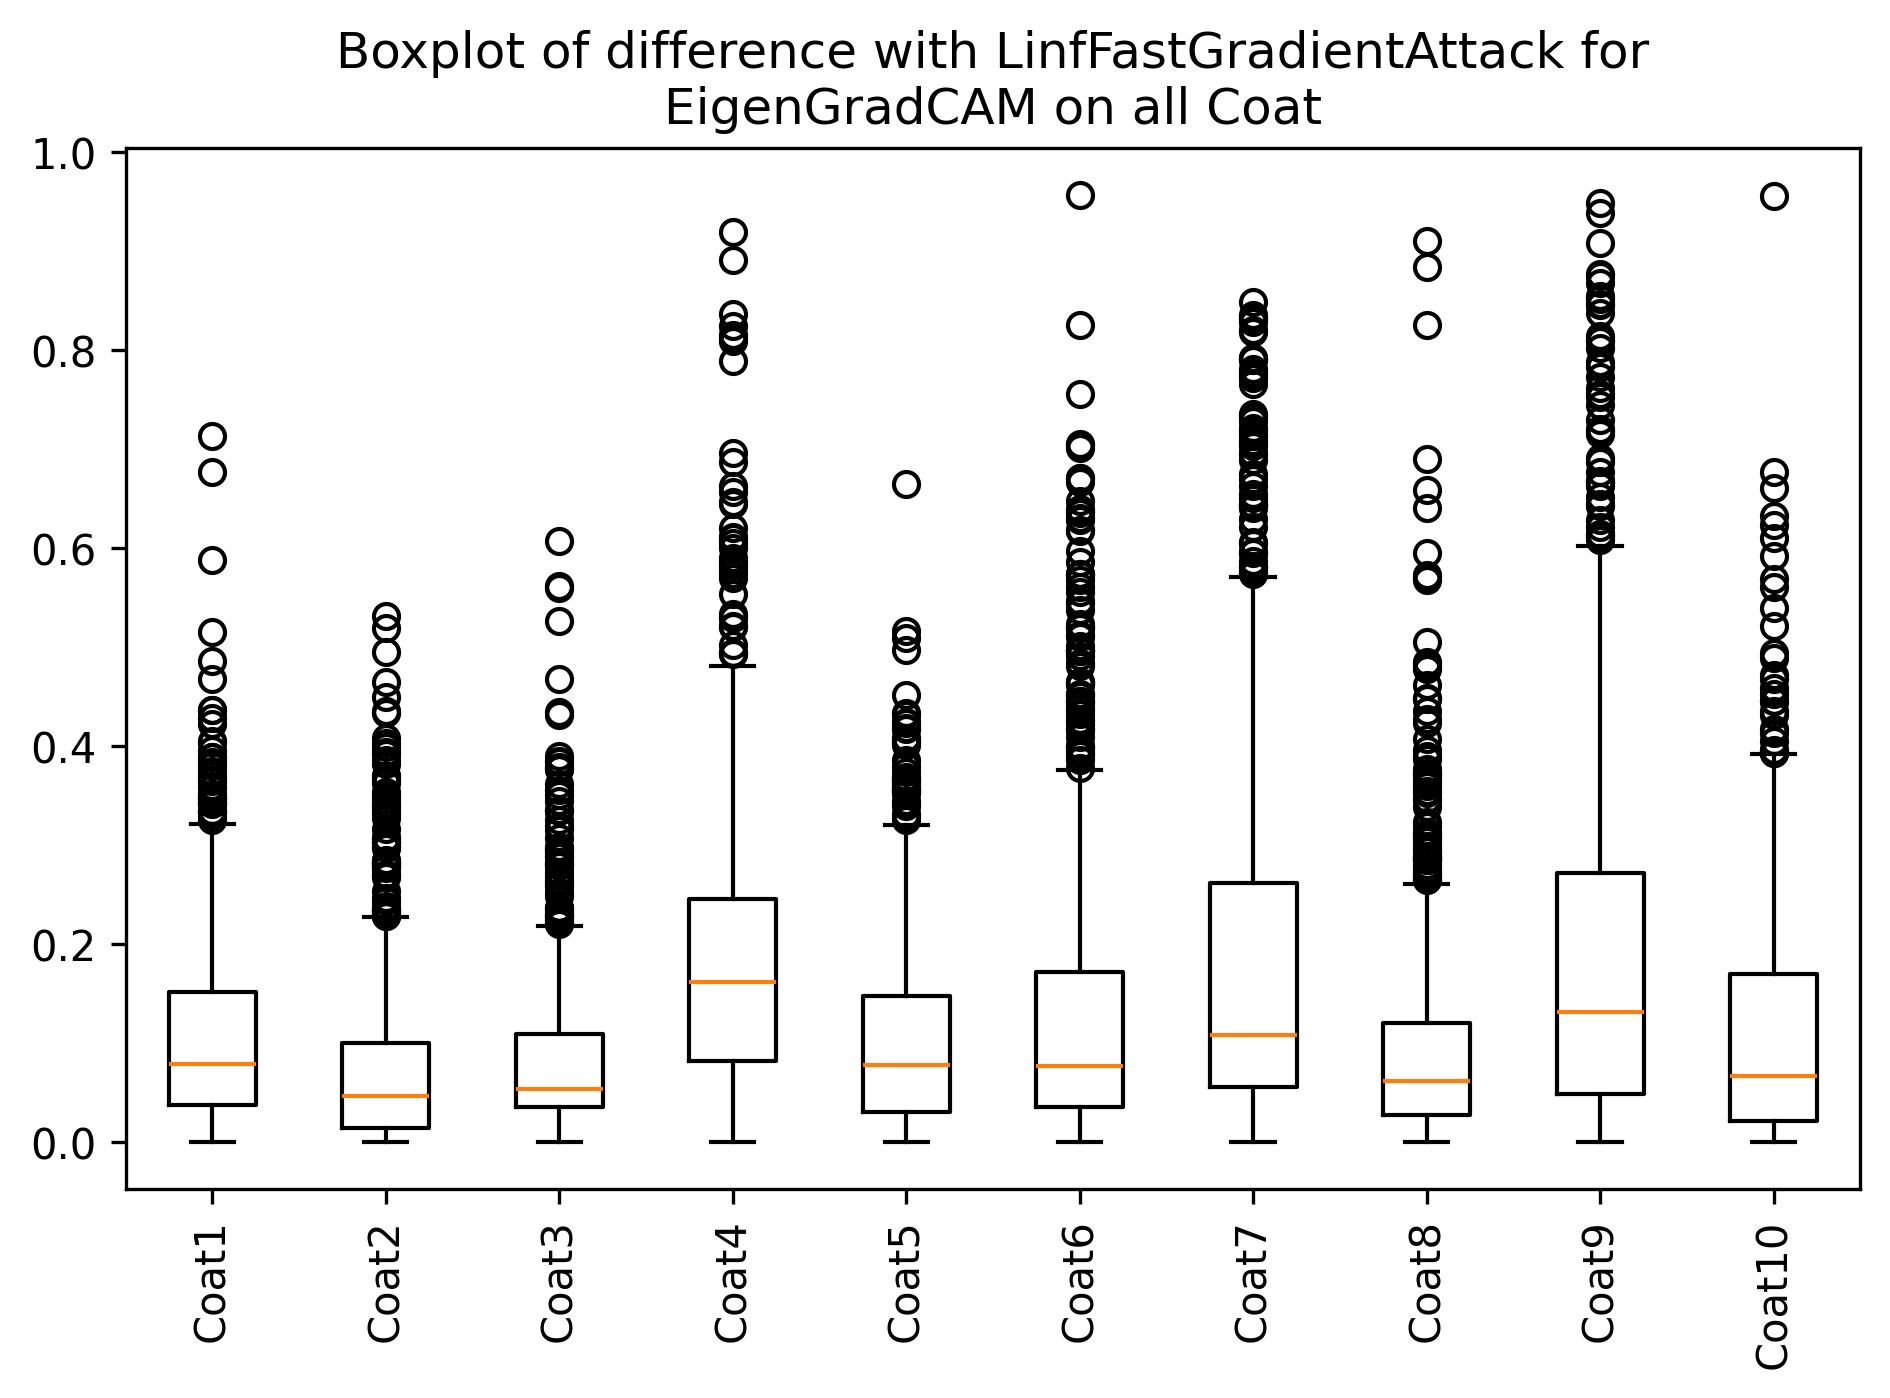 Boxplot of difference with LinfFastGradientAttack for
EigenGradCAM on all Coat
1.0
0.8
0.6
0.4
0.2
0.0
Coat1
Coat2
Coat3
Coat4
Coat5
Coat6
Coat7
Coat8
Coat9
Coat10